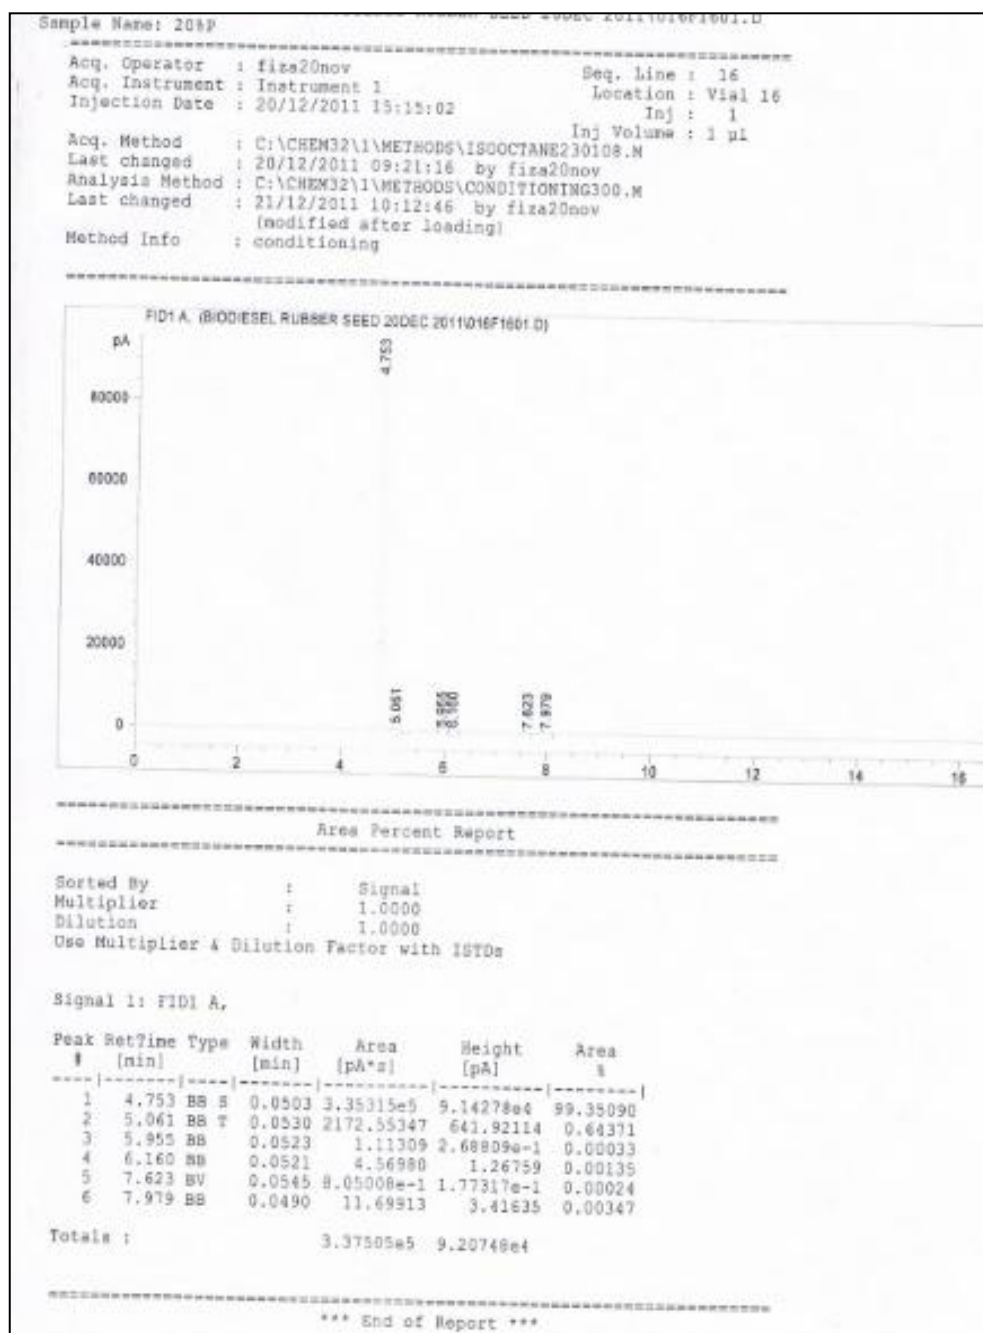 RUBBER SEED 20DEC 2011\016F1601.D
Sample Name: 20%P
Acq. Operator : fiza20nov Seq. Line : 16
Acq. Instrument : Instrument 1 Location : Vial 16
Injection Date : 20/12/2011 15:15:02 Inj : 1
Inj Volume : 1 µl
Acq. Method : C:\CHEM32\1\METHODS\ISOOCTANE230108.M
Last changed : 20/12/2011 09:21:16 by fiza20nov
Analysis Method : C:\CHEM32\1\METHODS\CONDITIONING300.M
Last changed : 21/12/2011 10:12:46 by fiza20nov
(modified after loading)
Method Info : conditioning
FID1 A, (BIODIESEL RUBBER SEED 20DEC 2011\016F1601.D)
pA
4.753
80000
60000
40000
20000
0
5.061
5.955
6.160
7.623
7.979
0 2 4 6 8 10 12 14 16
Area Percent Report
Sorted By : Signal
Multiplier : 1.0000
Dilution : 1.0000
Use Multiplier & Dilution Factor with ISTDs
Signal 1: FID1 A,
Peak RetTime Type Width Area Height Area
# [min] [min] [pA*s] [pA] %
----|-------|----|-------|----------|----------|--------|
1 4.753 BB S 0.0503 3.35315e5 9.14278e4 99.35090
2 5.061 BB T 0.0530 2172.55347 641.92114 0.64371
3 5.955 BB 0.0523 1.11309 2.68809e-1 0.00033
4 6.160 BB 0.0521 4.56980 1.26759 0.00135
5 7.623 BV 0.0545 8.05008e-1 1.77317e-1 0.00024
6 7.979 BB 0.0490 11.69913 3.41635 0.00347
Totals : 3.37505e5 9.20748e4
*** End of Report ***